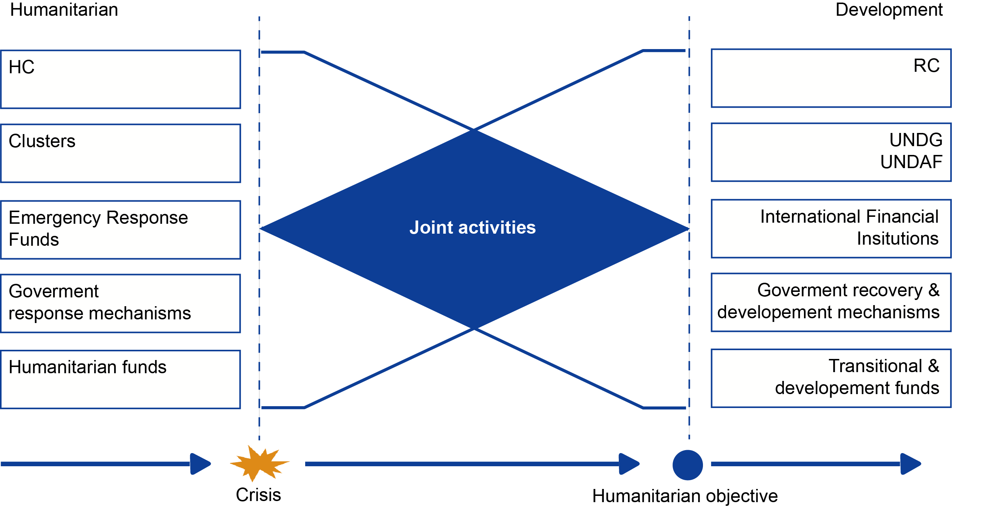 Humanitarian
Development
HC
RC
Clusters
UNDG
UNDAF
Emergency Response
Funds
Joint activities
International Financial
Insitutions
Goverment
response mechanisms
Goverment recovery &
developement mechanisms
Humanitarian funds
Transitional &
developement funds
Crisis
Humanitarian objective